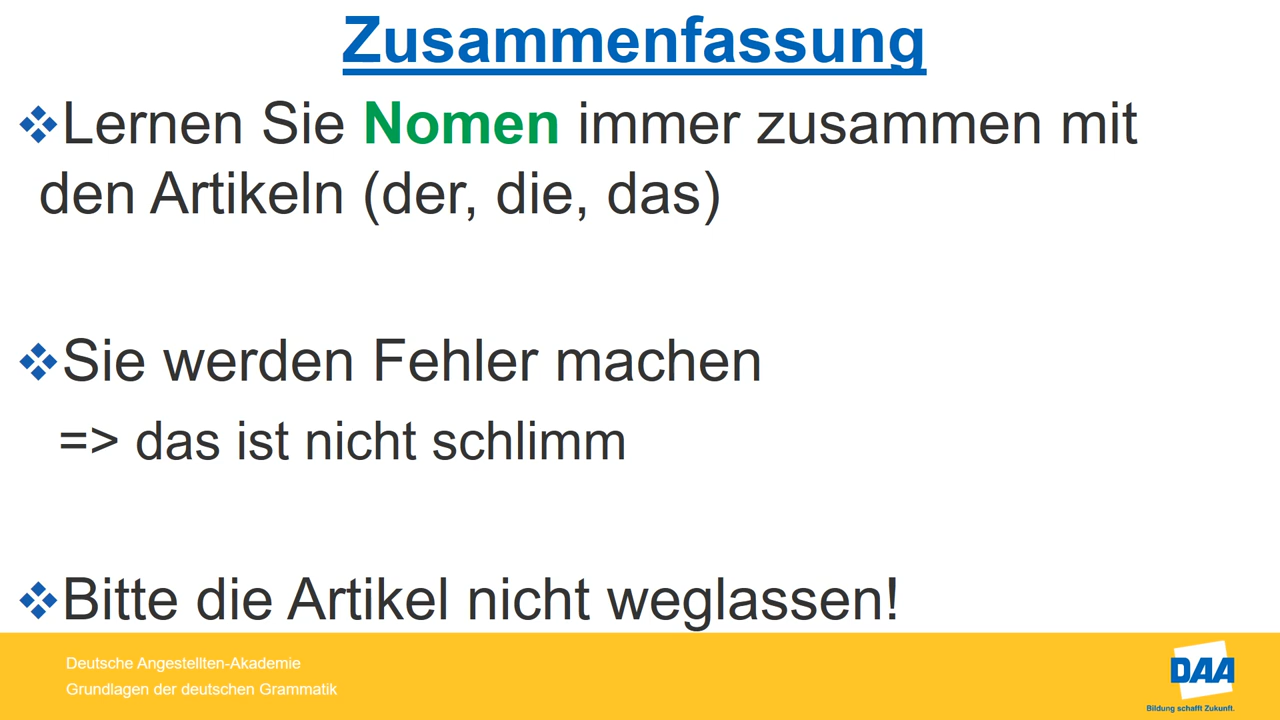 Zusammenfassung
❖Lernen Sie Nomen immer zusammen mit
den Artikeln (der, die, das)
❖Sie werden Fehler machen
=> das ist nicht schlimm
❖Bitte die Artikel nicht weglassen!
Deutsche Angestellten-Akademie
Grundlagen der deutschen Grammatik
DAA
Bildung schafft Zukunft.